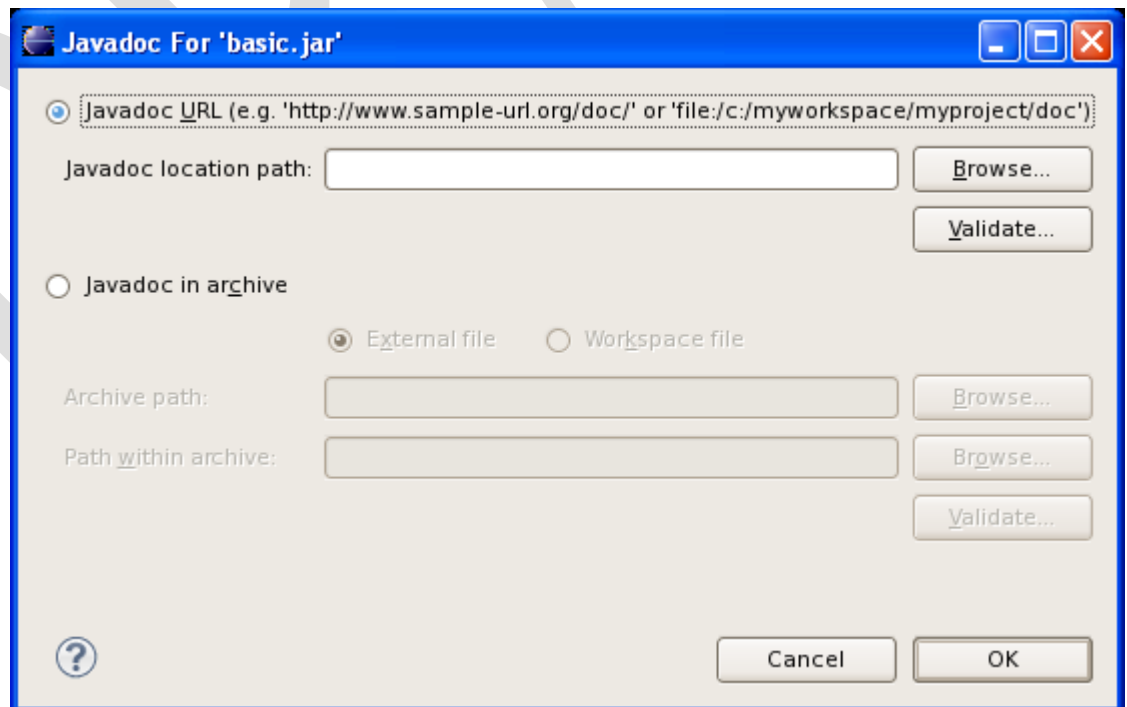 Javadoc For 'basic.jar'
Javadoc URL (e.g. 'http://www.sample-url.org/doc/' or 'file:/c:/myworkspace/myproject/doc')
Javadoc location path: Browse...
Validate...
Javadoc in archive
External file Workspace file
Archive path: Browse...
Path within archive: Browse...
Validate...
? Cancel OK